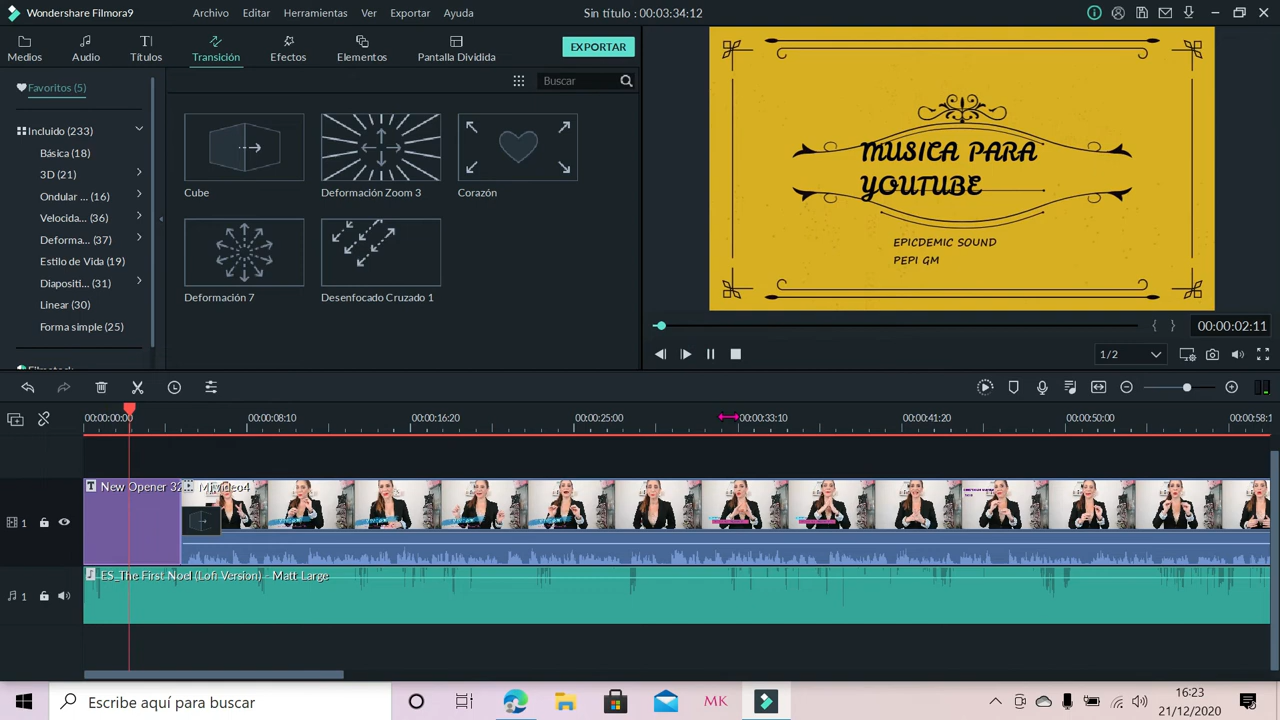 Wondershare Filmora9
Archivo Editar Herramientas Ver Exportar Ayuda
Sin título : 00:03:34:12
Medios Audio Títulos Transición Efectos Elementos Pantalla Dividida
EXPORTAR
Favoritos (5)
Buscar
Incluido (233)
Básica (18)
3D (21)
Ondular ... (16)
Velocida... (36)
Deforma... (37)
Estilo de Vida (19)
Diapositi... (31)
Linear (30)
Forma simple (25)
Cube
Deformación Zoom 3
Corazón
Deformación 7
Desenfocado Cruzado 1
MUSICA PARA
YOUTUBE
EPICDEMIC SOUND
PEPI GM
00:00:02:11
1/2
00:00:00:00 00:00:08:10 00:00:16:20 00:00:25:00 00:00:33:10 00:00:41:20 00:00:50:00 00:00:58:1
New Opener 32
Mi video4
1
ES_The First Noel (Lofi Version) - Matt-Large
1
Escribe aquí para buscar
MK
16:23
21/12/2020